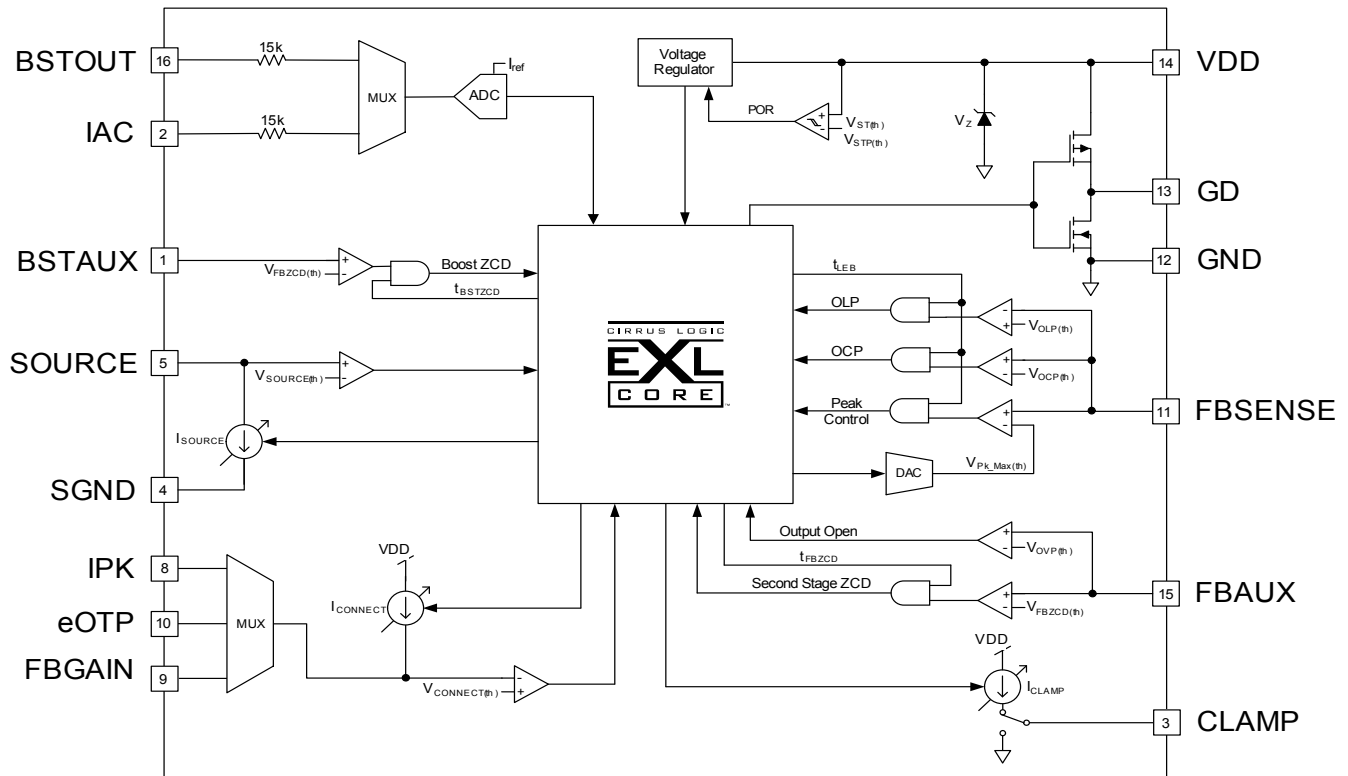 BSTOUT
16
15k
IAC
2
15k
MUX
ADC
Iref
Voltage
Regulator
POR
+
-
VST(th)
VSTP(th)
VZ
14
VDD
13
GD
12
GND
BSTAUX
1
VFBZCD(th)
+
-
Boost ZCD
tBSTZCD
SOURCE
5
VSOURCE(th)
+
-
ISOURCE
SGND
4
CIRRUS LOGIC
EXL
CORE
™
tLEB
OLP
-
+
VOLP(th)
OCP
+
-
VOCP(th)
Peak
Control
+
-
11
FBSENSE
DAC
VPk_Max(th)
IPK
8
eOTP
10
FBGAIN
9
MUX
VDD
ICONNECT
VCONNECT(th)
-
+
Output Open
+
-
VOVP(th)
tFBZCD
Second Stage ZCD
+
-
VFBZCD(th)
15
FBAUX
VDD
ICLAMP
3
CLAMP